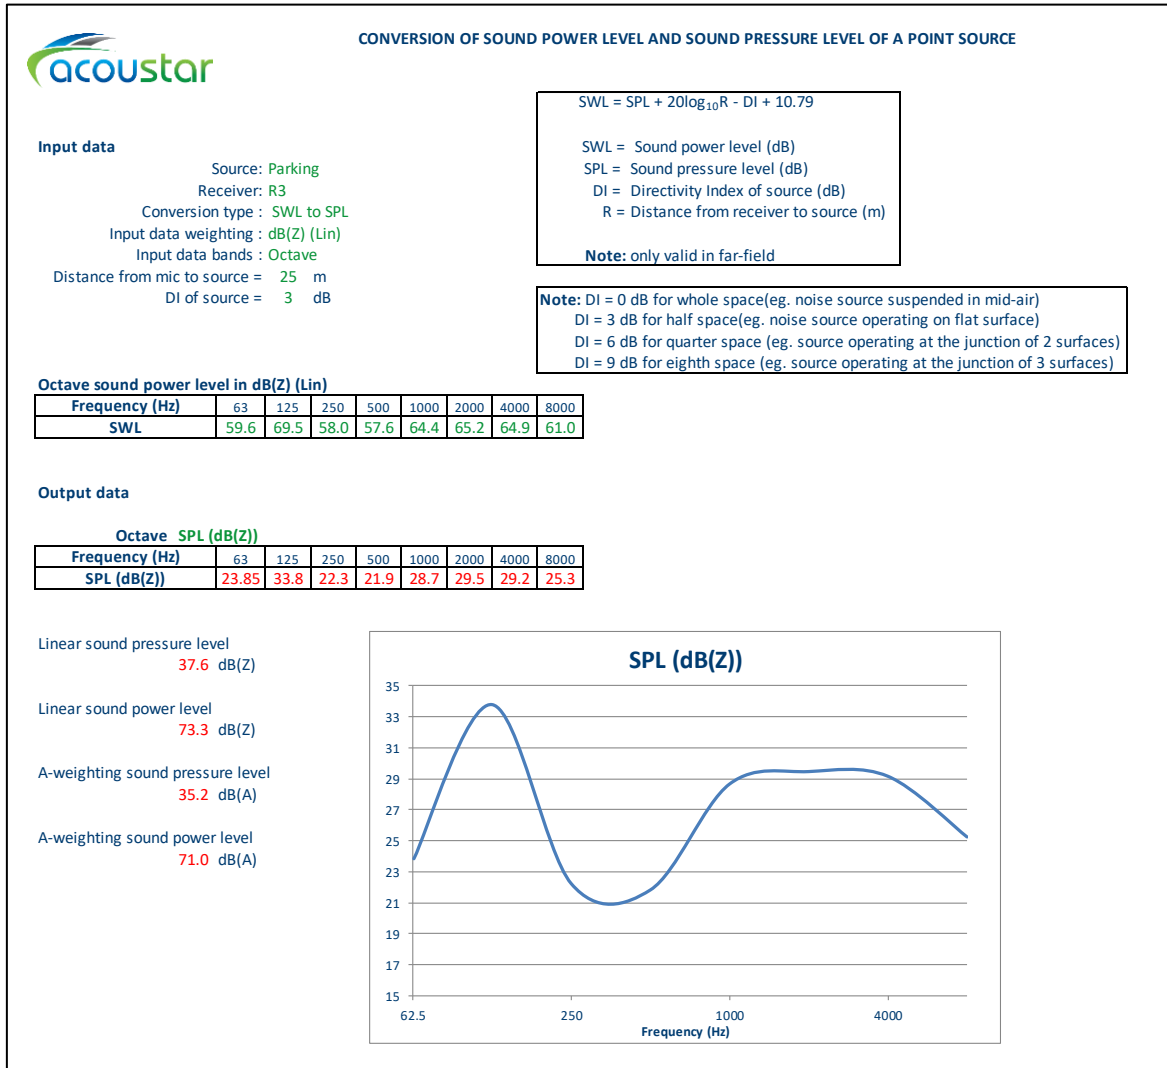 acoustar
CONVERSION OF SOUND POWER LEVEL AND SOUND PRESSURE LEVEL OF A POINT SOURCE
SWL = SPL + 20log₁₀R - DI + 10.79
SWL = Sound power level (dB)
SPL = Sound pressure level (dB)
DI = Directivity Index of source (dB)
R = Distance from receiver to source (m)
Note: only valid in far-field
Input data
Source: Parking
Receiver: R3
Conversion type : SWL to SPL
Input data weighting : dB(Z) (Lin)
Input data bands : Octave
Distance from mic to source = 25 m
DI of source = 3 dB
Note: DI = 0 dB for whole space(eg. noise source suspended in mid-air)
DI = 3 dB for half space(eg. noise source operating on flat surface)
DI = 6 dB for quarter space (eg. source operating at the junction of 2 surfaces)
DI = 9 dB for eighth space (eg. source operating at the junction of 3 surfaces)
Octave sound power level in dB(Z) (Lin)
Frequency (Hz) 63 125 250 500 1000 2000 4000 8000
SWL 59.6 69.5 58.0 57.6 64.4 65.2 64.9 61.0
Output data
Octave SPL (dB(Z))
Frequency (Hz) 63 125 250 500 1000 2000 4000 8000
SPL (dB(Z)) 23.85 33.8 22.3 21.9 28.7 29.5 29.2 25.3
Linear sound pressure level
37.6 dB(Z)
Linear sound power level
73.3 dB(Z)
A-weighting sound pressure level
35.2 dB(A)
A-weighting sound power level
71.0 dB(A)
SPL (dB(Z))
35
33
31
29
27
25
23
21
19
17
15
62.5 250 1000 4000
Frequency (Hz)